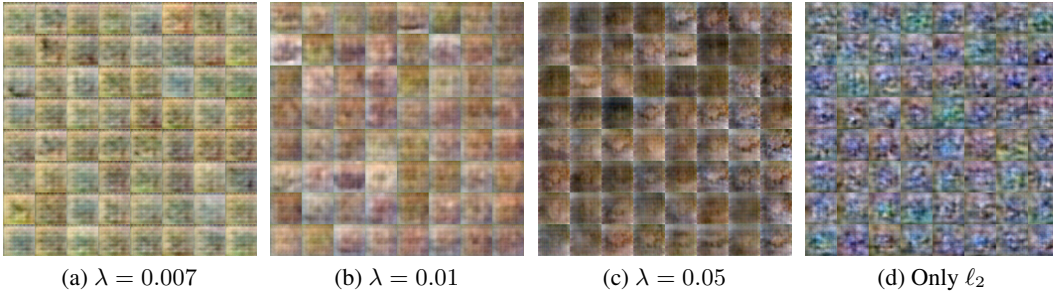 (a) λ = 0.007
(b) λ = 0.01
(c) λ = 0.05
(d) Only ℓ₂